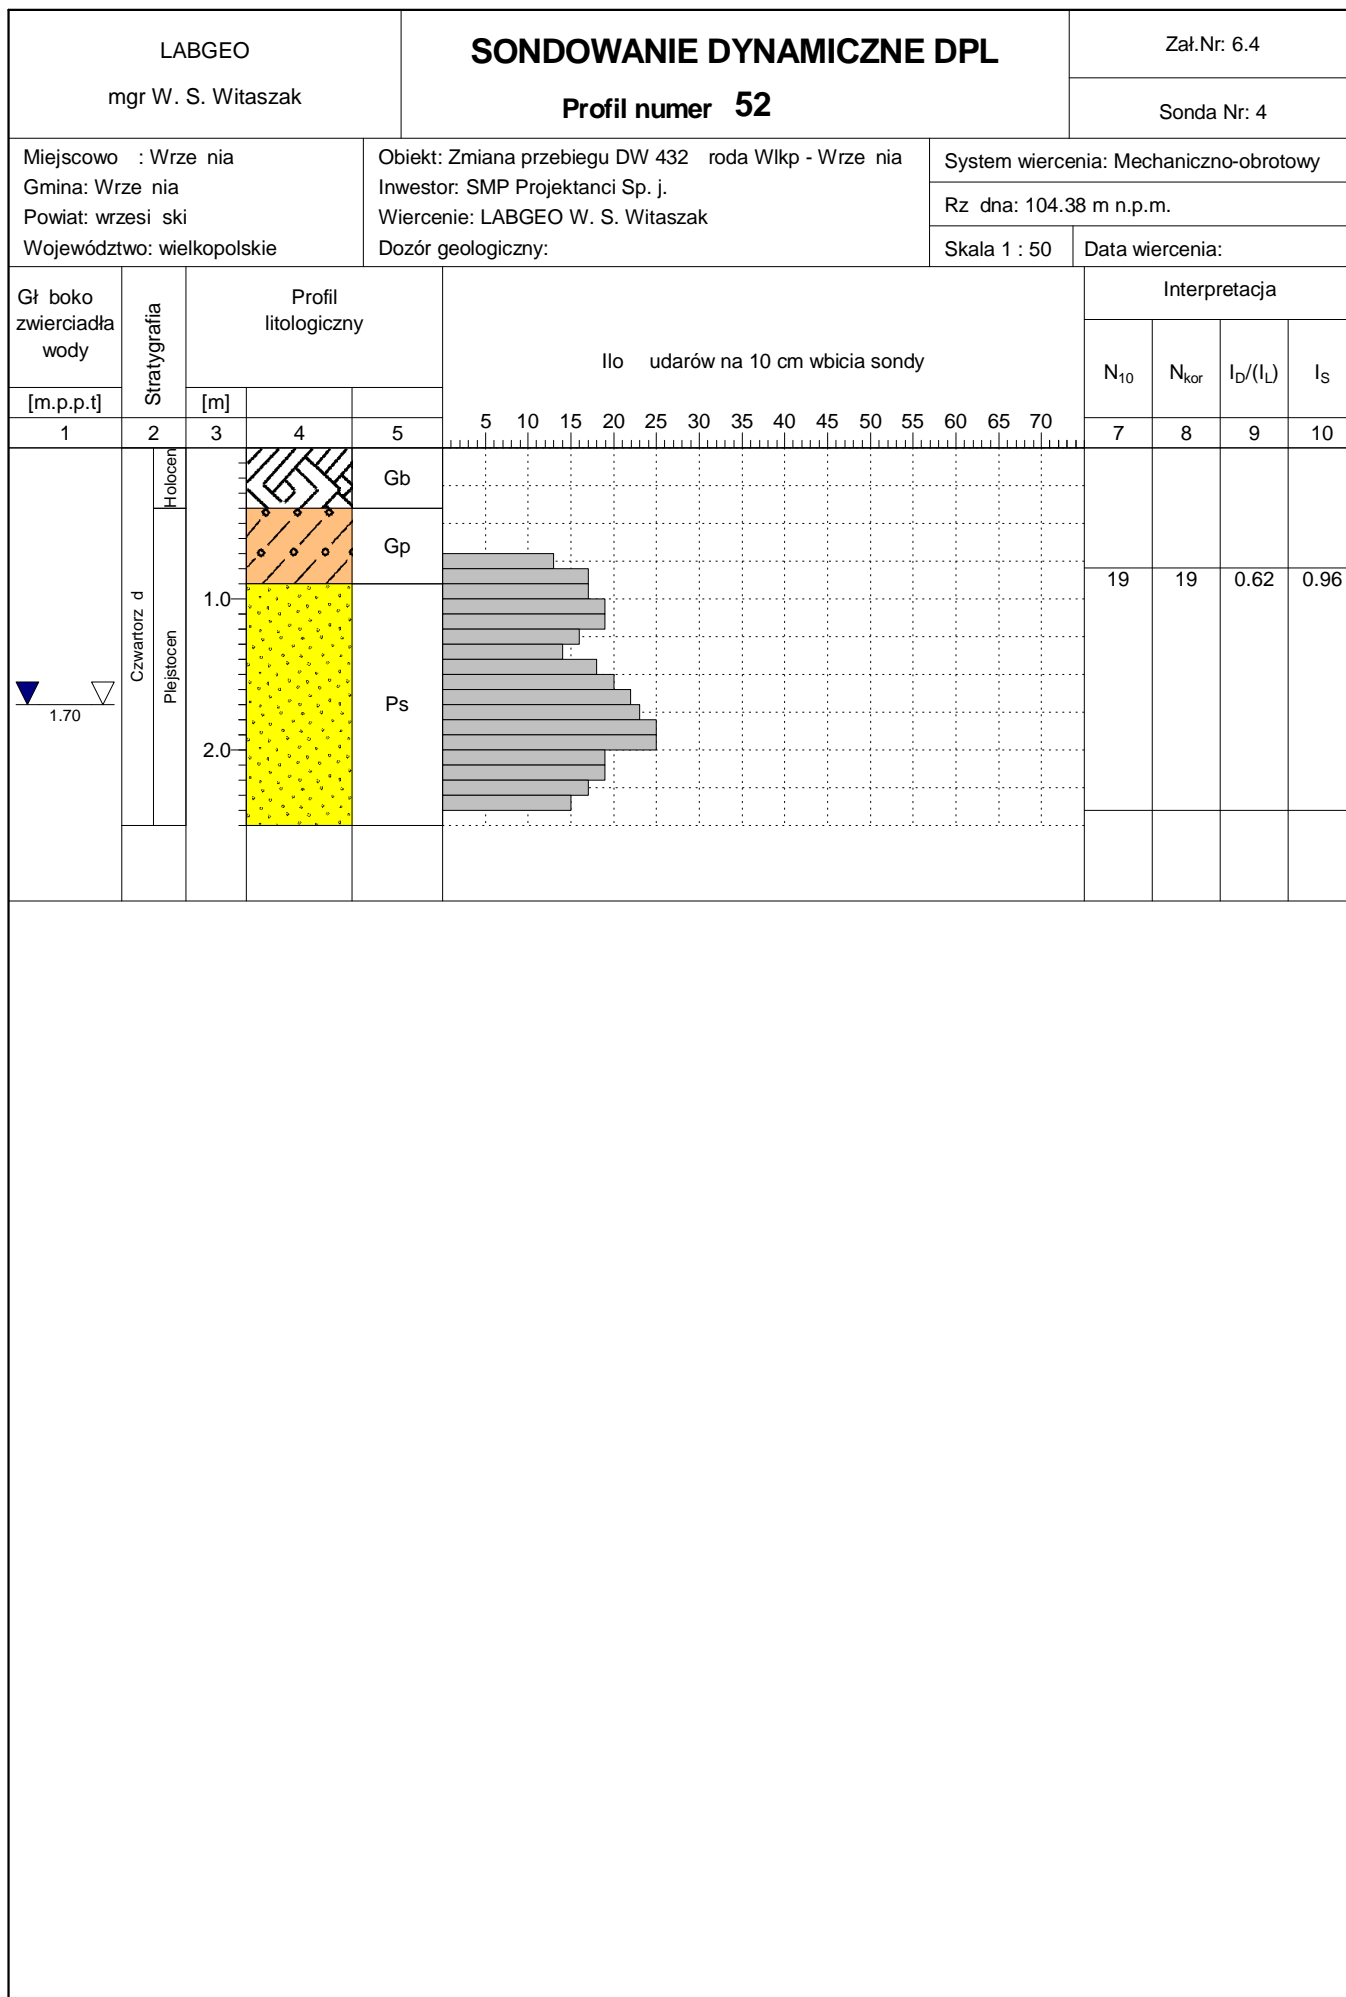 LABGEO
mgr W. S. Witaszak
SONDOWANIE DYNAMICZNE DPL
Profil numer 52
Zał.Nr: 6.4
Sonda Nr: 4
Miejscowo : Wrze nia
Gmina: Wrze nia
Powiat: wrzesi ski
Województwo: wielkopolskie
Obiekt: Zmiana przebiegu DW 432 roda Wlkp - Wrze nia
Inwestor: SMP Projektanci Sp. j.
Wiercenie: LABGEO W. S. Witaszak
Dozór geologiczny:
System wiercenia: Mechaniczno-obrotowy
Rz dna: 104.38 m n.p.m.
Skala 1 : 50
Data wiercenia:
Gł boko
zwierciadła
wody
[m.p.p.t]
Stratygrafia
Profil
litologiczny
[m]
Ilo udarów na 10 cm wbicia sondy
Interpretacja
N10 Nkor ID/(IL) IS
5 10 15 20 25 30 35 40 45 50 55 60 65 70
1 2 3 4 5 7 8 9 10
Holocen
Gb
Gp
19 19 0.62 0.96
1.0
Czwartorz d
Plejstocen
Ps
1.70
2.0